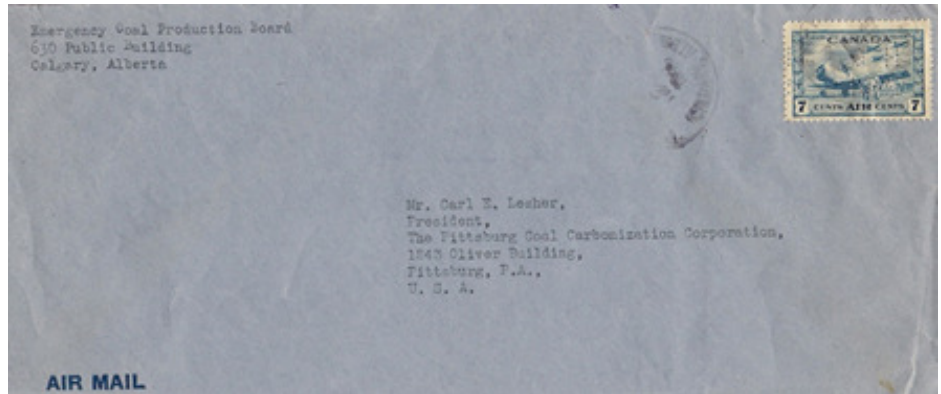 Emergency Coal Production Board
630 Public Building
Calgary, Alberta
CANADA
7 CENTS AIR CENTS 7
Mr. Carl E. Lesher,
President,
The Pittsburg Coal Carbonization Corporation,
1243 Oliver Building,
Pittsburg, P.A.,
U. S. A.
AIR MAIL